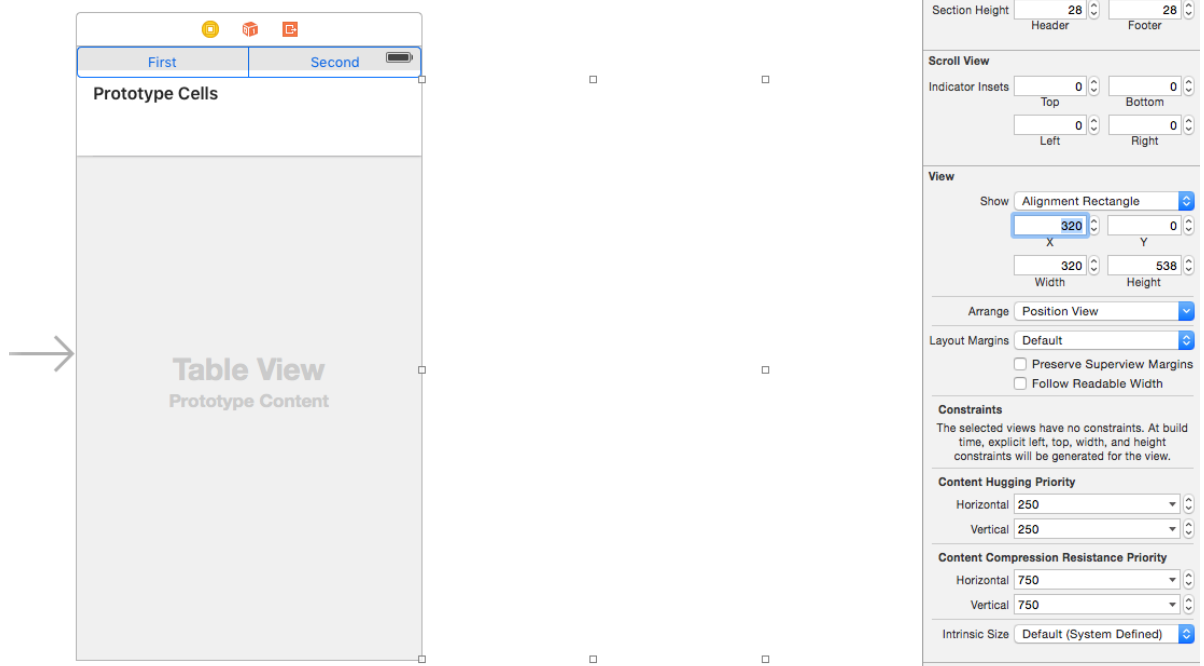 First
Second
Prototype Cells
Table View
Prototype Content
Section Height
28
28
Header
Footer
Scroll View
Indicator Insets
0
0
Top
Bottom
0
0
Left
Right
View
Show
Alignment Rectangle
320
0
X
Y
320
538
Width
Height
Arrange
Position View
Layout Margins
Default
Preserve Superview Margins
Follow Readable Width
Constraints
The selected views have no constraints. At build
time, explicit left, top, width, and height
constraints will be generated for the view.
Content Hugging Priority
Horizontal
250
Vertical
250
Content Compression Resistance Priority
Horizontal
750
Vertical
750
Intrinsic Size
Default (System Defined)